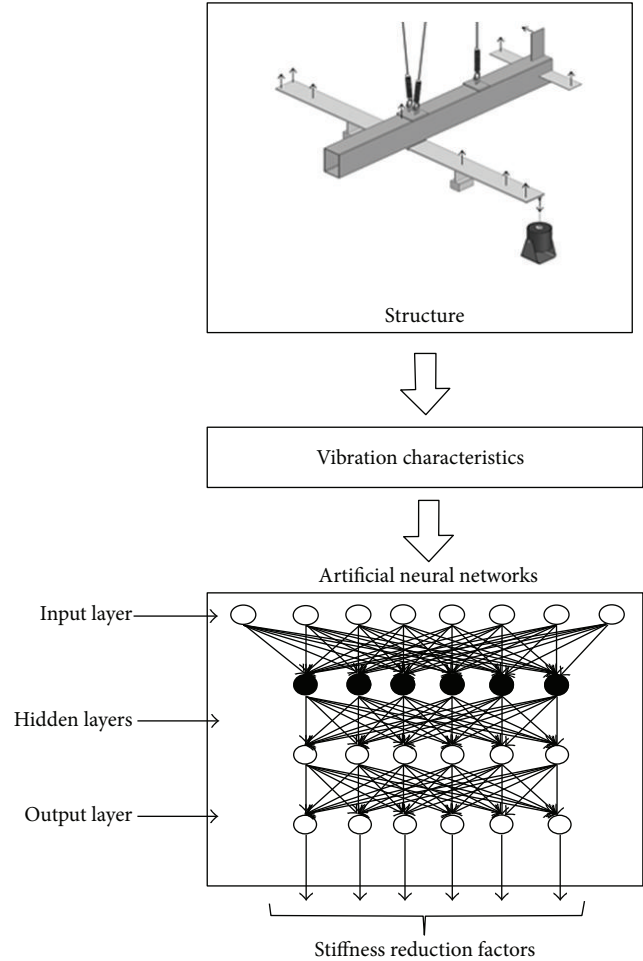 Structure
Vibration characteristics
Artificial neural networks
Input layer
Hidden layers
Output layer
Stiffness reduction factors